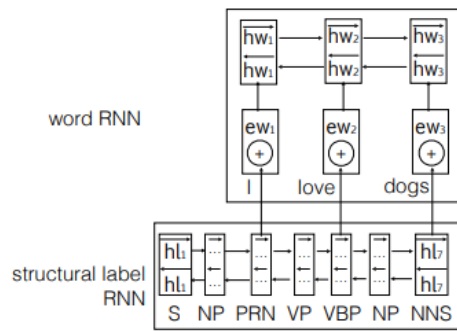 hw₁ hw₂ hw₃
hw₁ hw₂ hw₃
word RNN
ew₁ ew₂ ew₃
+ + +
I love dogs
structural label
RNN
hl₁ ... ... ... ... ... hl₇
hl₁ ... ... ... ... ... hl₇
S NP PRN VP VBP NP NNS